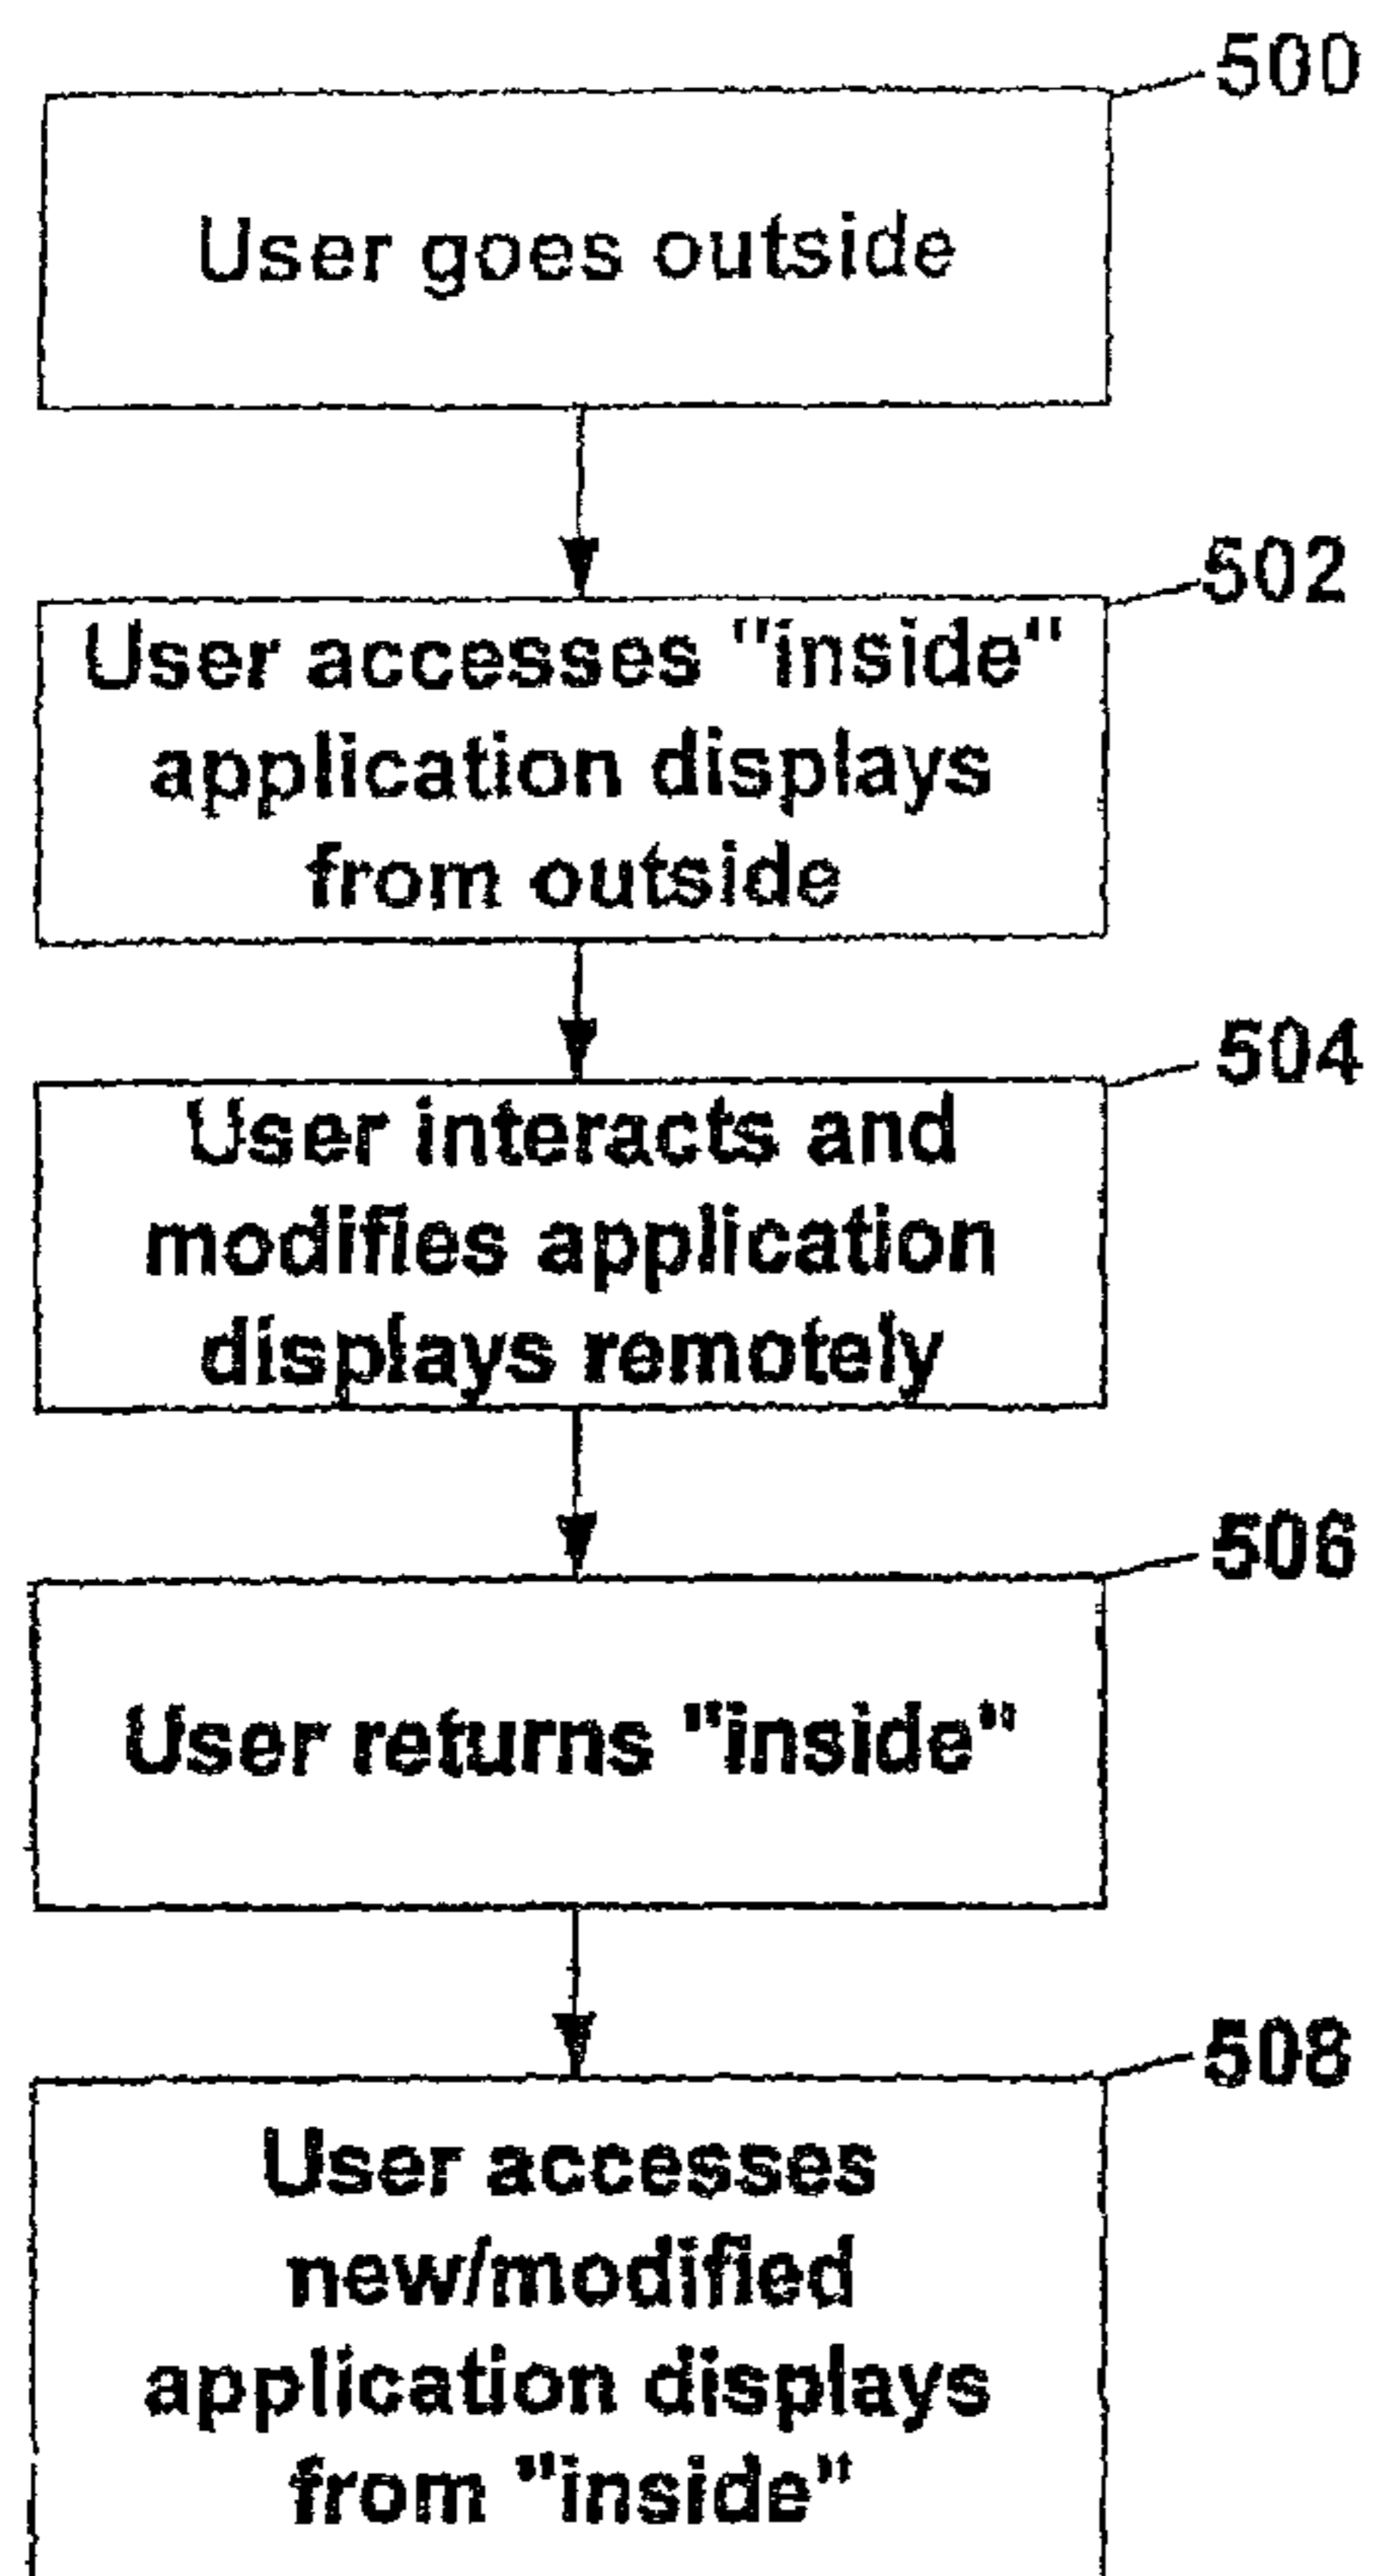 500
User goes outside
502
User accesses "inside"
application displays
from outside
504
User interacts and
modifies application
displays remotely
506
User returns "inside"
508
User accesses
new/modified
application displays
from "inside"